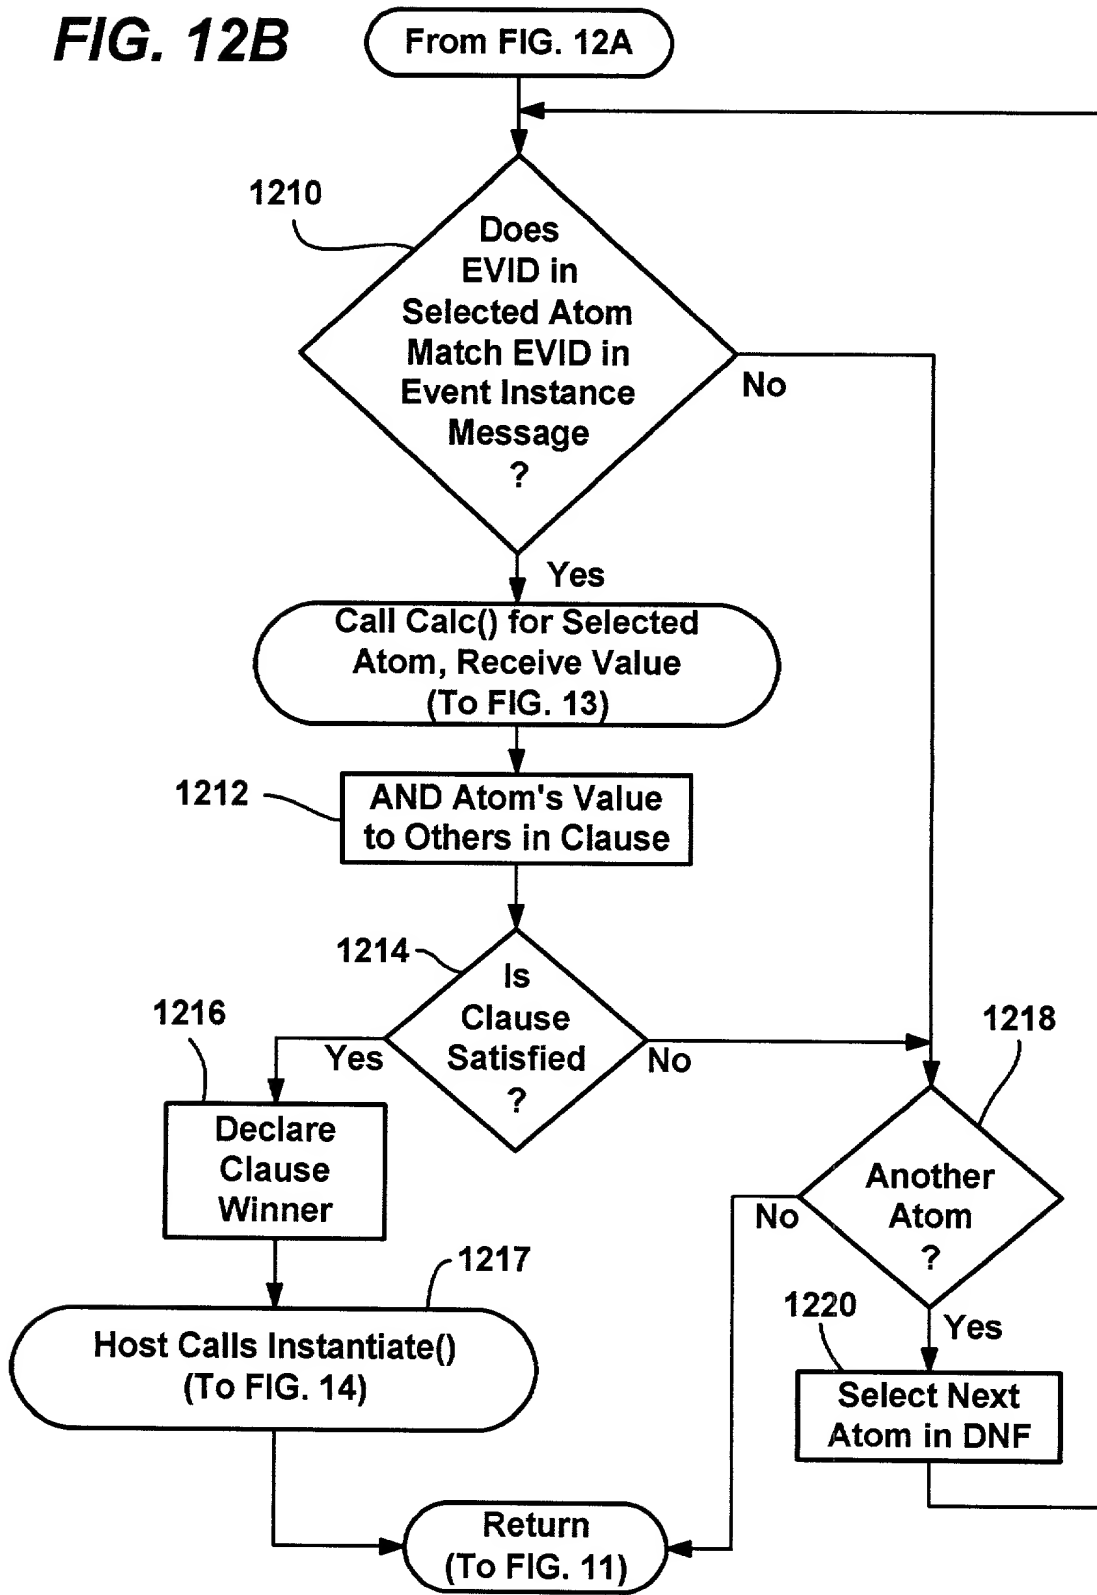 FIG. 12B
From FIG. 12A
1210
Does
EVID in
Selected Atom
Match EVID in
Event Instance
Message
?
No
Yes
Call Calc() for Selected
Atom, Receive Value
(To FIG. 13)
1212
AND Atom's Value
to Others in Clause
1214
Is
Clause
Satisfied
?
Yes
No
1216
Declare
Clause
Winner
1218
Another
Atom
?
No
Yes
1217
Host Calls Instantiate()
(To FIG. 14)
1220
Select Next
Atom in DNF
Return
(To FIG. 11)